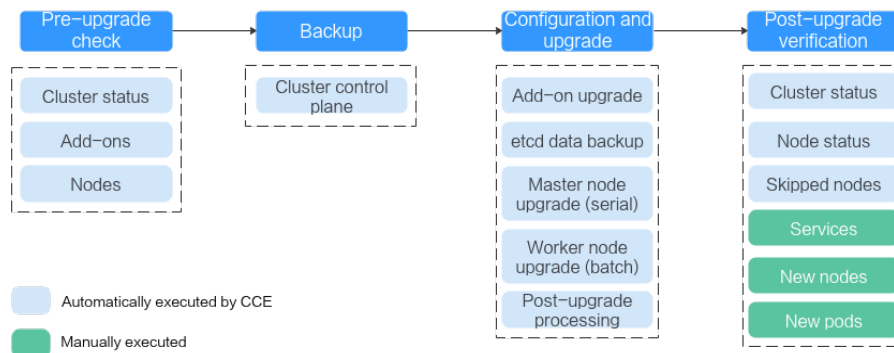 Pre-upgrade
check
Backup
Configuration and
upgrade
Post-upgrade
verification
Cluster status
Add-ons
Nodes
Cluster control
plane
Add-on upgrade
etcd data backup
Master node
upgrade (serial)
Worker node
upgrade (batch)
Post-upgrade
processing
Cluster status
Node status
Skipped nodes
Services
New nodes
New pods
Automatically executed by CCE
Manually executed